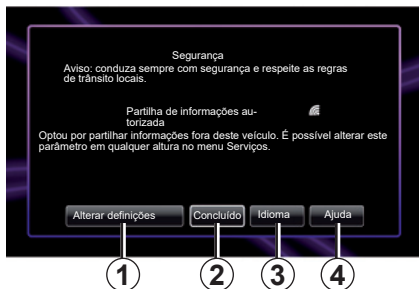 Segurança
Aviso: conduza sempre com segurança e respeite as regras
de trânsito locais.
Partilha de informações au-
torizada
Optou por partilhar informações fora deste veículo. É possível alterar este
parâmetro em qualquer altura no menu Serviços.
Alterar definições
Concluído
Idioma
Ajuda
1
2
3
4